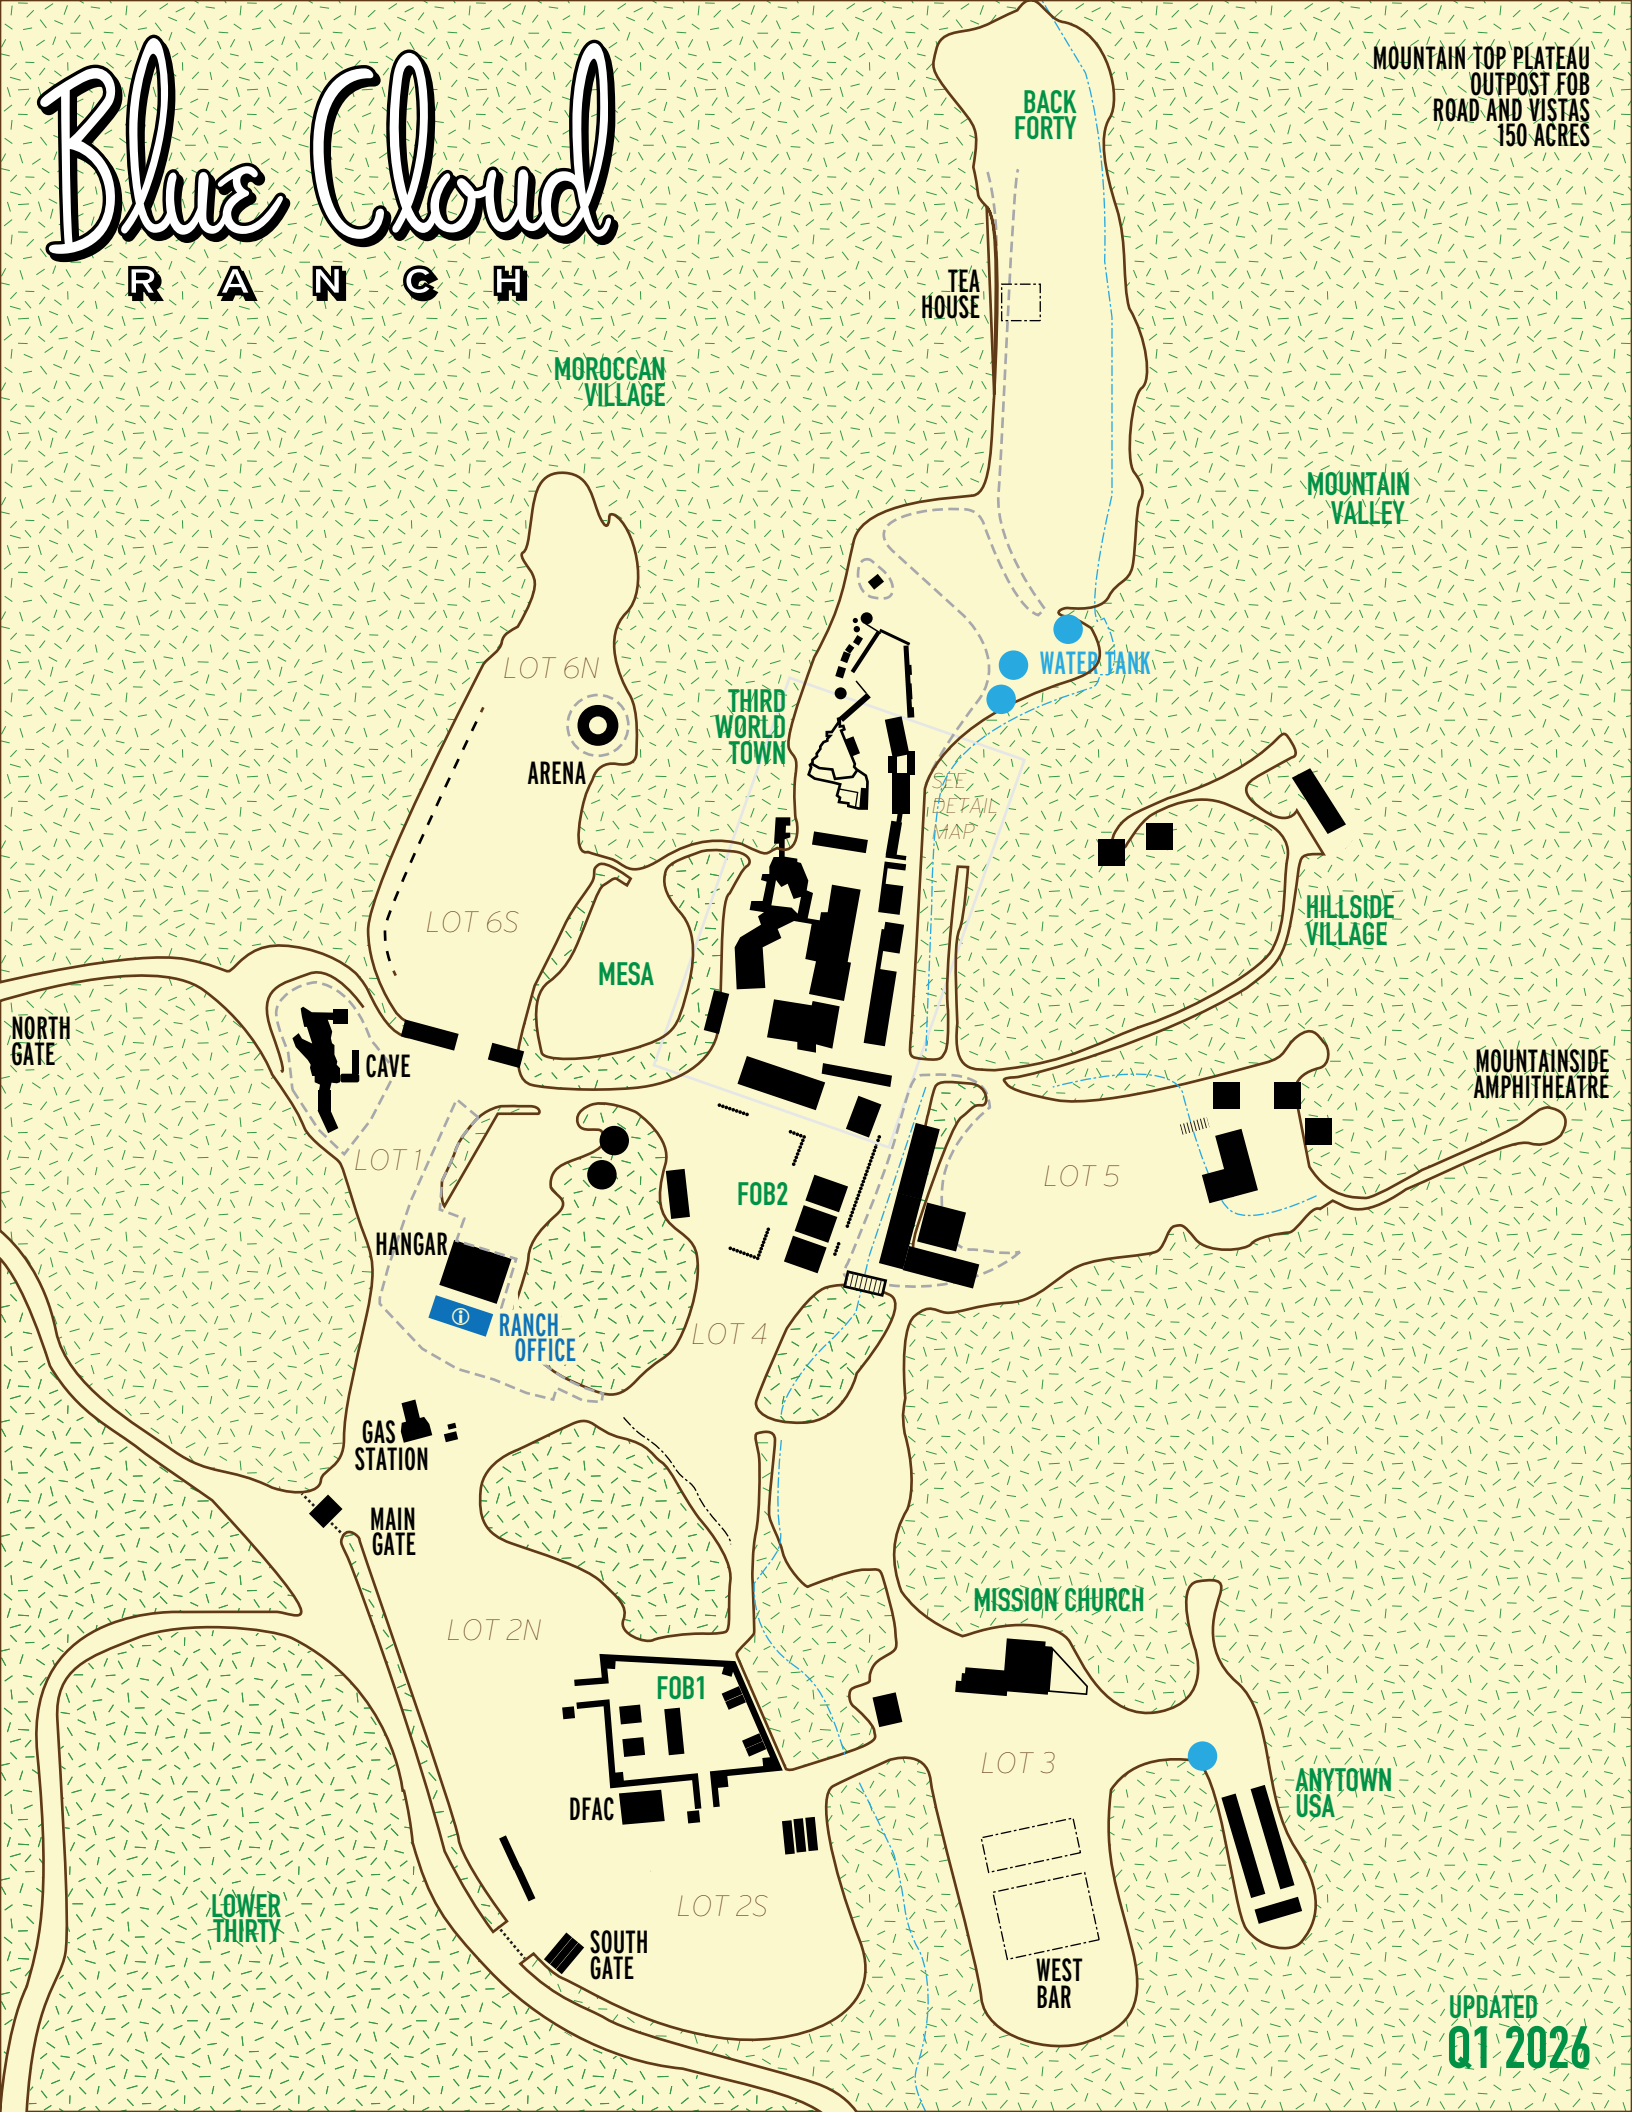 Blue Cloud
RANCH
MOUNTAIN TOP PLATEAU
OUTPOST FOB
ROAD AND VISTAS
150 ACRES
BACK
FORTY
TEA
HOUSE
MOROCCAN
VILLAGE
MOUNTAIN
VALLEY
LOT 6N
WATER TANK
THIRD
WORLD
TOWN
ARENA
SEE
DETAIL
MAP
LOT 6S
HILLSIDE
VILLAGE
MESA
NORTH
GATE
CAVE
MOUNTAINSIDE
AMPHITHEATRE
LOT 1
LOT 5
FOB2
HANGAR
RANCH
OFFICE
LOT 4
GAS
STATION
MAIN
GATE
MISSION CHURCH
LOT 2N
FOB1
LOT 3
ANYTOWN
USA
DFAC
LOWER
THIRTY
LOT 2S
SOUTH
GATE
WEST
BAR
UPDATED
Q1 2026